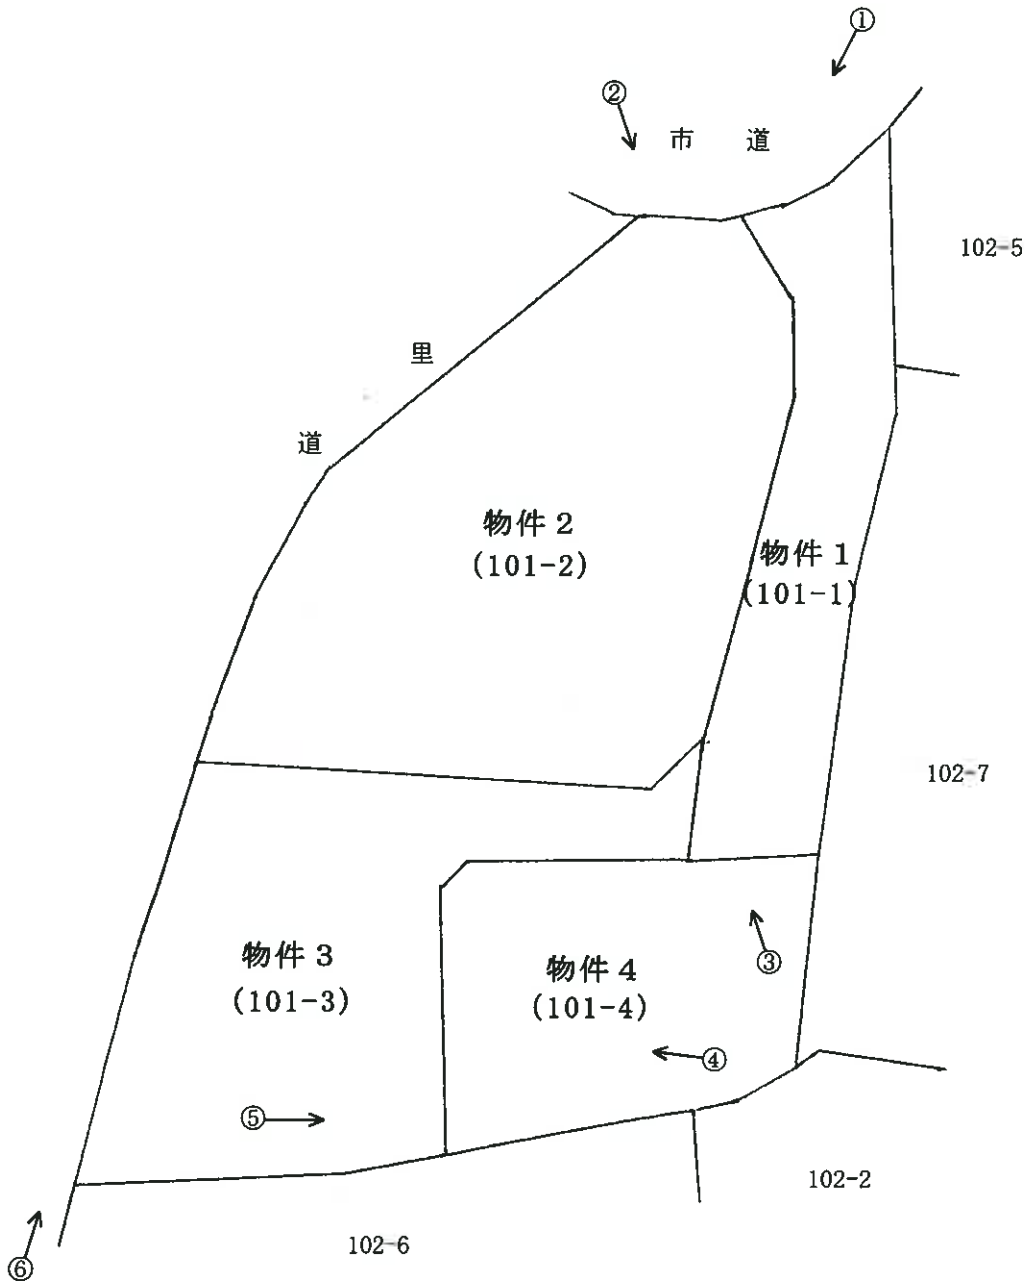 ①
②
市 道
102-5
里
道
物件2
(101-2)
物件1
(101-1)
102-7
物件3
(101-3)
物件4
(101-4)
③
④
⑤
102-2
102-6
⑥